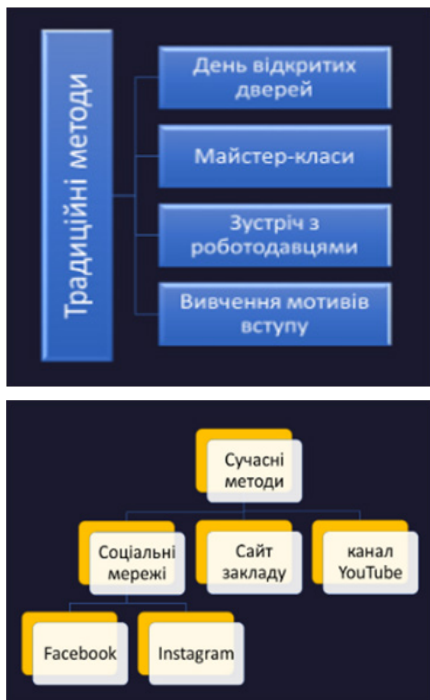 Традиційні методи
День відкритих
дверей
Майстер-класи
Зустріч з
роботодавцями
Вивчення мотивів
вступу
Сучасні
методи
Соціальні
мережі
Сайт
закладу
канал
YouTube
Facebook
Instagram